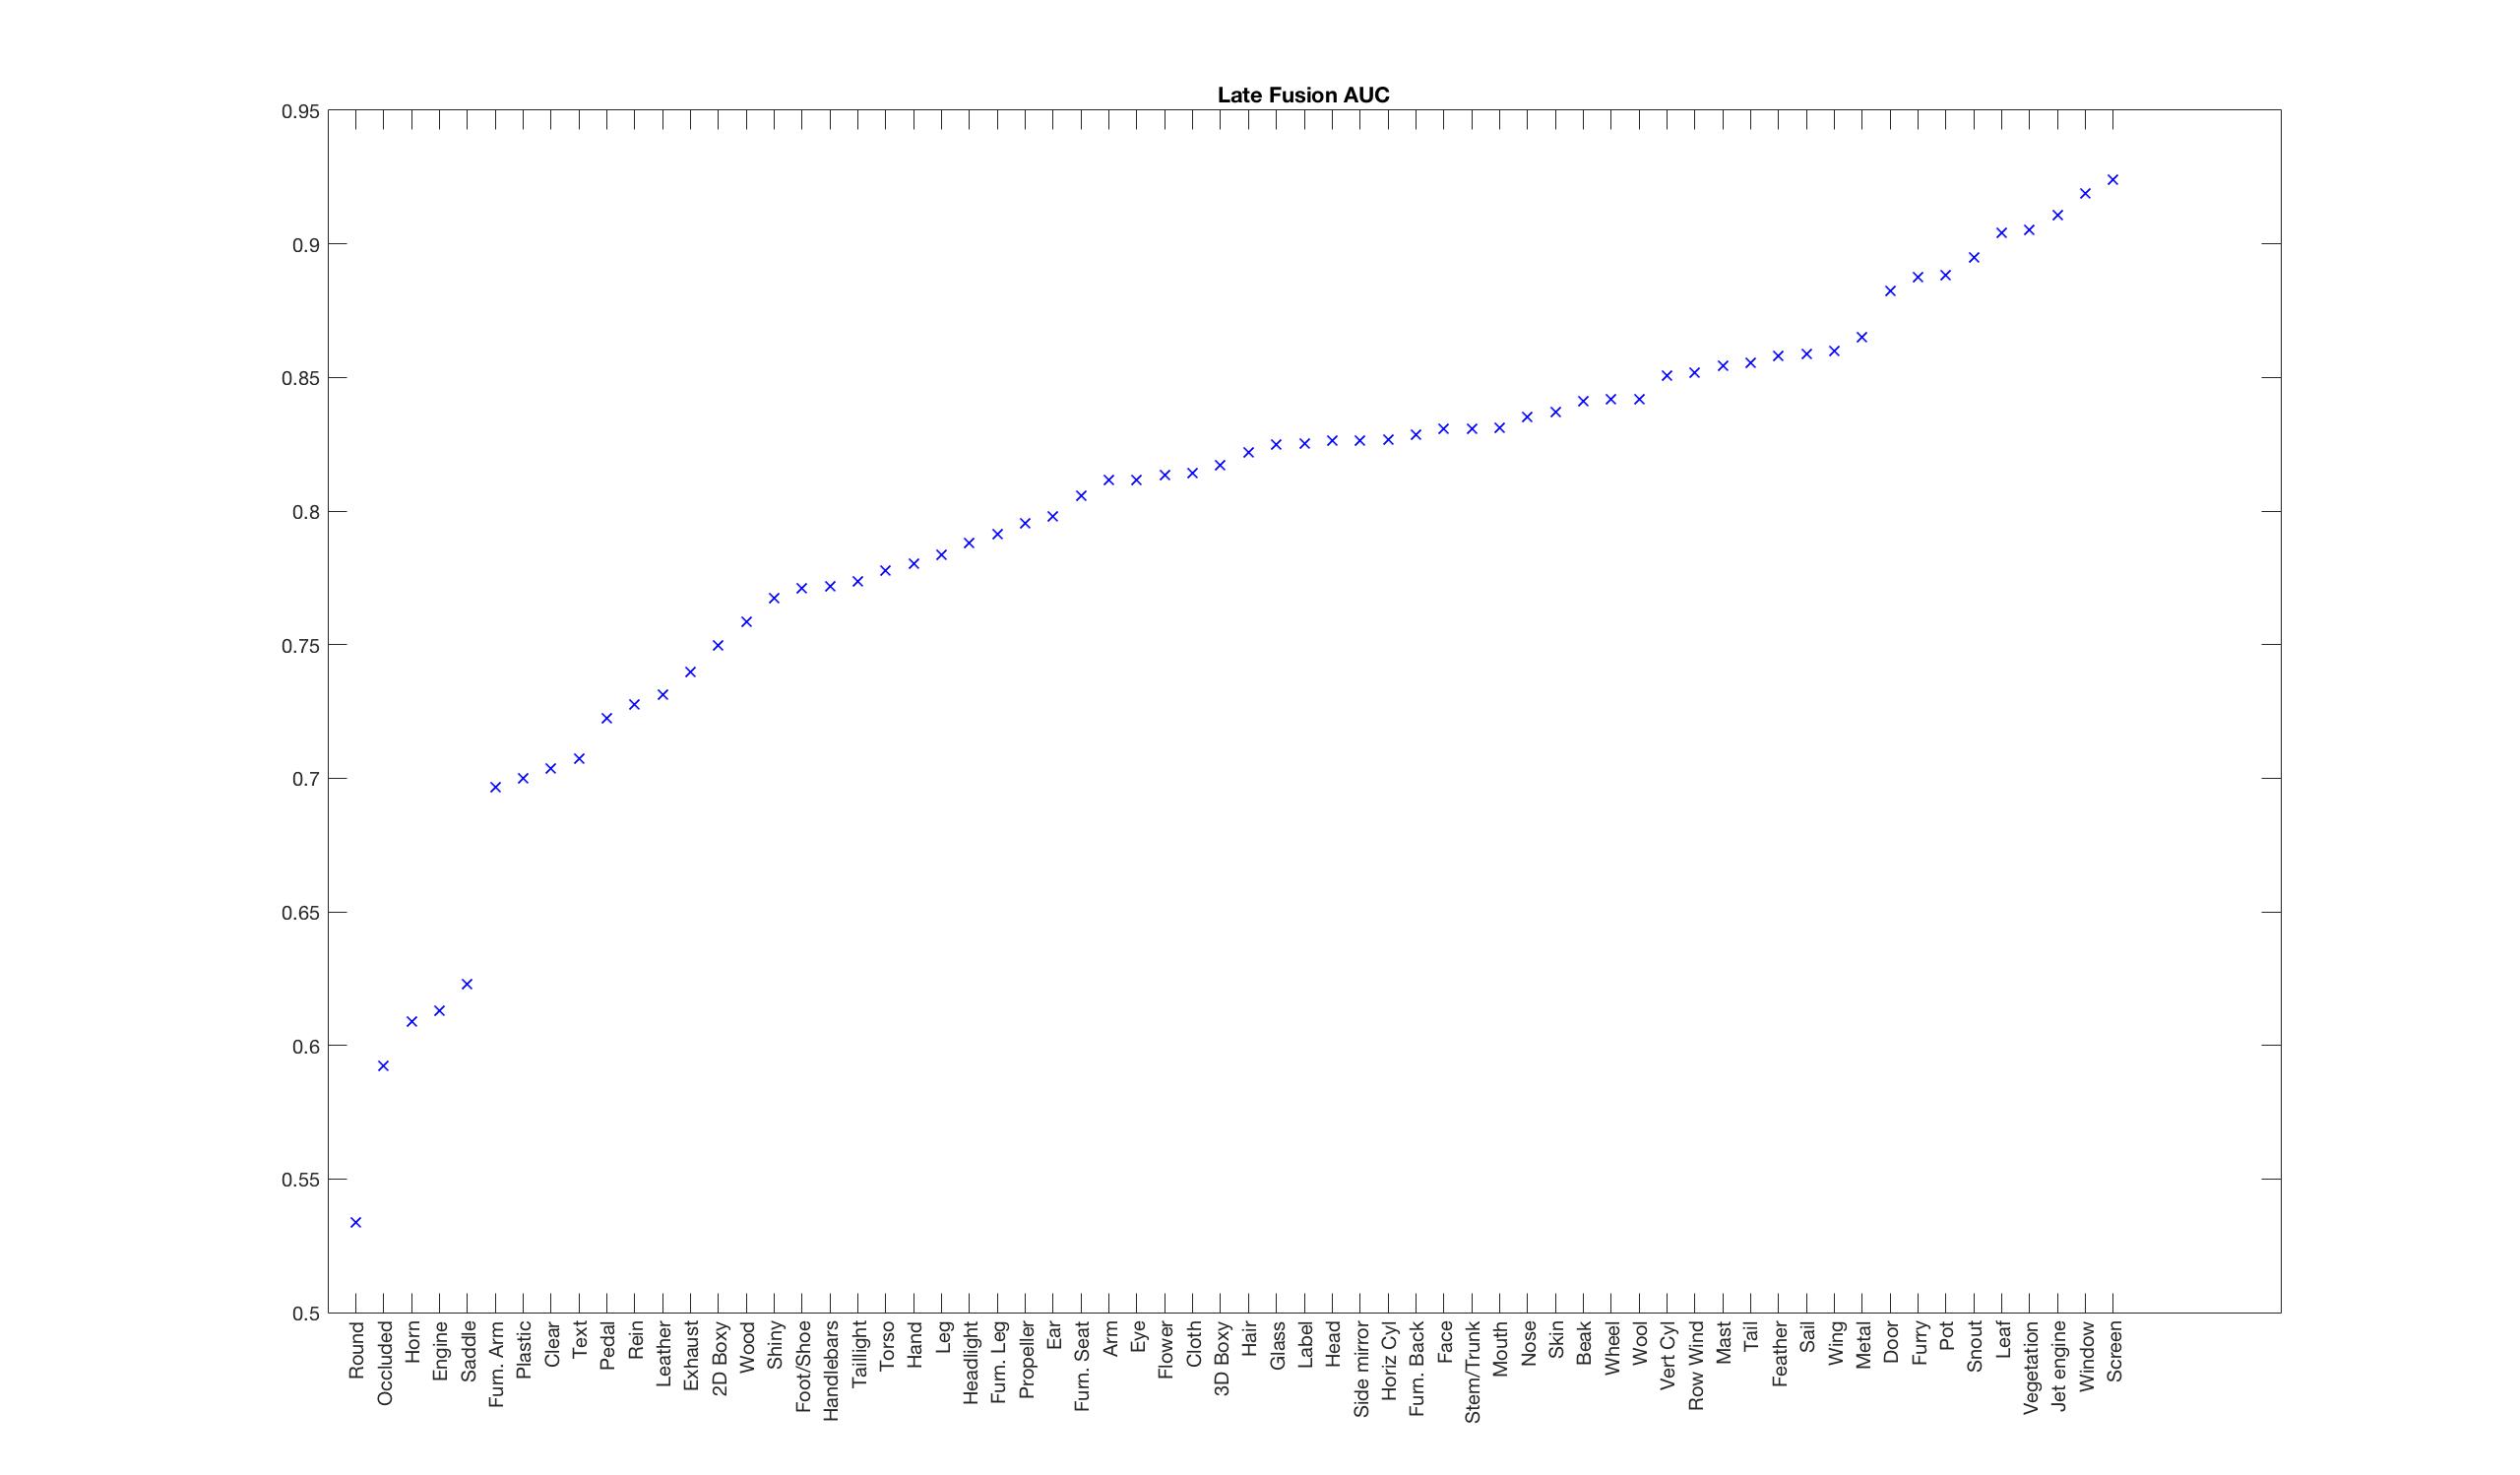 Late Fusion AUC
0.95
0.9
0.85
0.8
0.75
0.7
0.65
0.6
0.55
0.5
Round
Occluded
Horn
Engine
Saddle
Furn. Arm
Plastic
Clear
Text
Pedal
Rein
Leather
Exhaust
2D Boxy
Wood
Shiny
Foot/Shoe
Handlebars
Taillight
Torso
Hand
Leg
Headlight
Furn. Leg
Propeller
Ear
Furn. Seat
Arm
Eye
Flower
Cloth
3D Boxy
Hair
Glass
Label
Head
Side mirror
Horiz Cyl
Furn. Back
Face
Stem/Trunk
Mouth
Nose
Skin
Beak
Wheel
Wool
Vert Cyl
Row Wind
Mast
Tail
Feather
Sail
Wing
Metal
Door
Furry
Pot
Snout
Leaf
Vegetation
Jet engine
Window
Screen